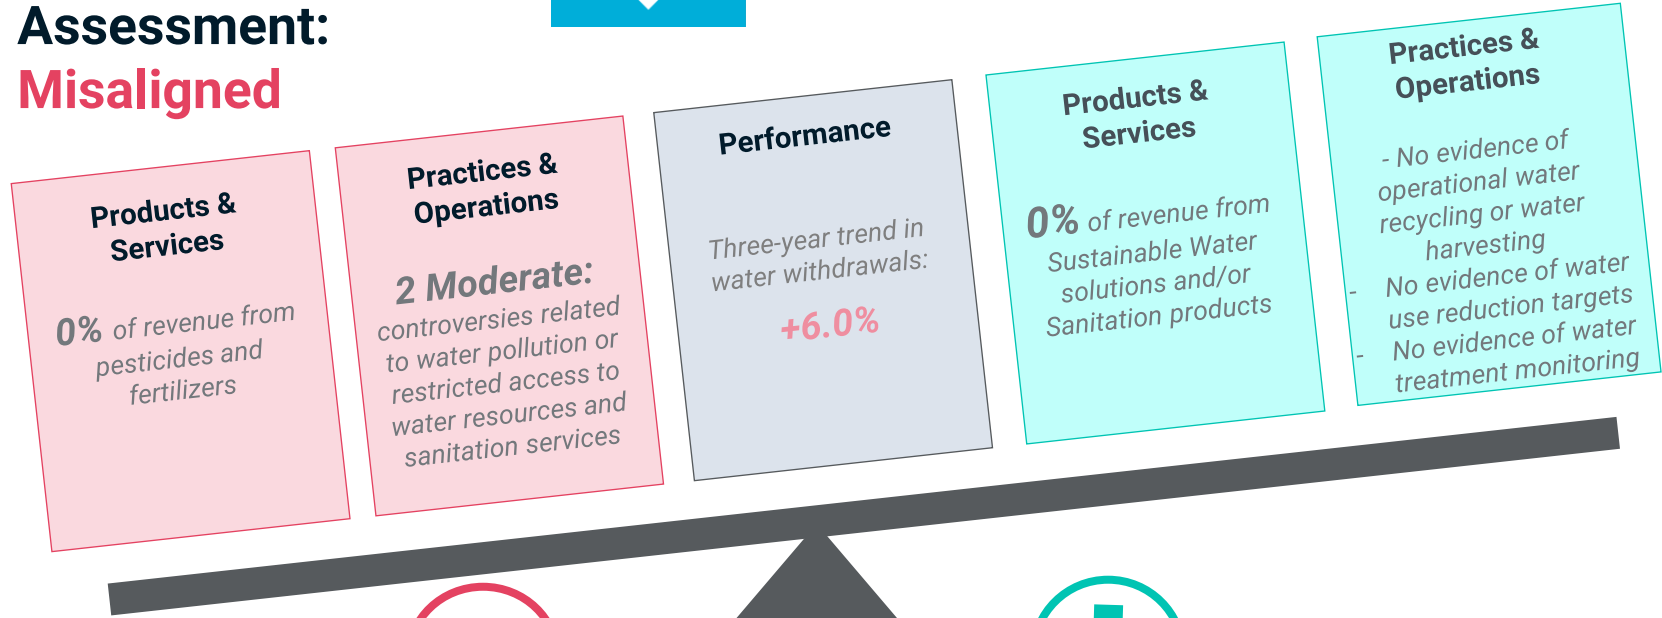 Assessment:
Misaligned
Products &
Services
0% of revenue from
pesticides and
fertilizers
Practices &
Operations
2 Moderate:
controversies related
to water pollution or
restricted access to
water resources and
sanitation services
Performance
Three-year trend in
water withdrawals:
+6.0%
Products &
Services
0% of revenue from
Sustainable Water
solutions and/or
Sanitation products
Practices &
Operations
- No evidence of
operational water
recycling or water
harvesting
- No evidence of water
use reduction targets
- No evidence of water
treatment monitoring